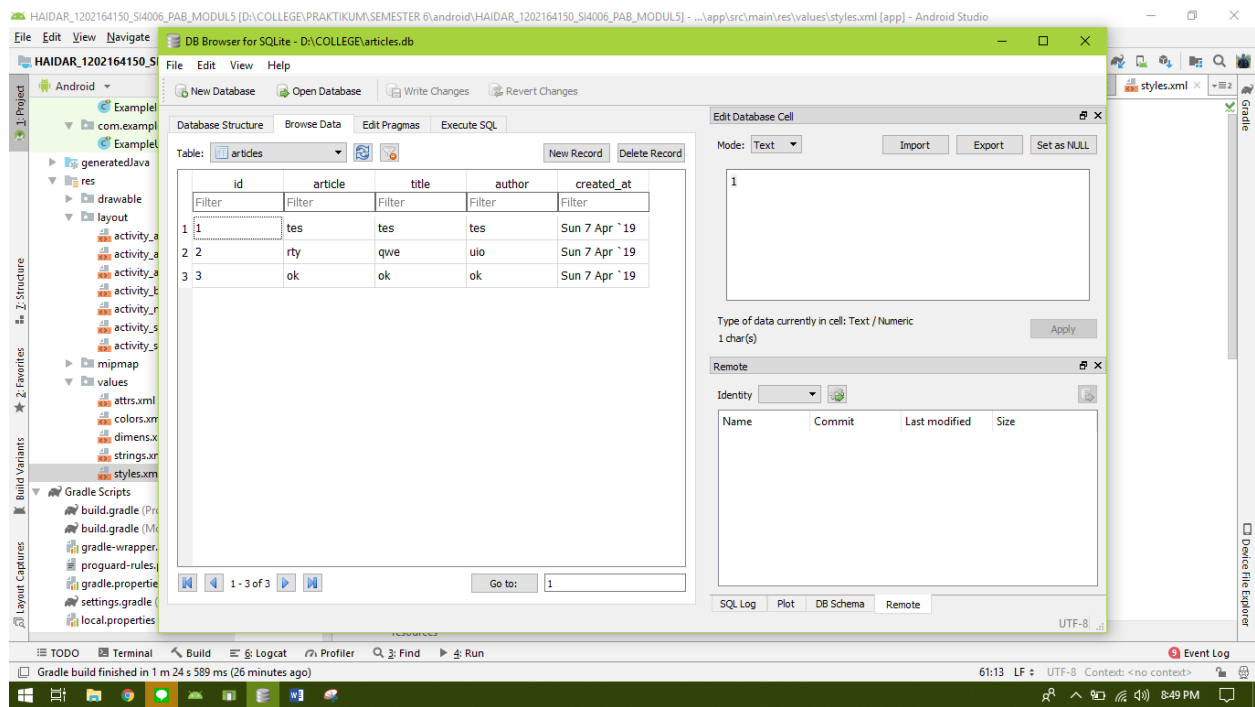 HAIDAR_1202164150_SI4006_PAB_MODUL5 [D:\COLLEGE\PRAKTIKUM\SEMESTER 6\android\HAIDAR_1202164150_SI4006_PAB_MODUL5] - ...\app\src\main\res\values\styles.xml [app] - Android Studio
File Edit View Navigate
HAIDAR_1202164150_S
styles.xml
2
Android
1: Project
Z: Structure
2: Favorites
Build Variants
Layout Captures
Example
com.exampl
Example
generatedJava
res
drawable
layout
activity_a
activity_a
activity_a
activity_b
activity_
activity_s
activity_s
mipmap
values
attrs.xml
colors.xm
dimens.x
strings.x
styles.xm
Gradle Scripts
build.gradle (Pr
build.gradle (M
gradle-wrapper.
proguard-rules.
gradle.propertie
settings.gradle (
local.properties
DB Browser for SQLite - D:\COLLEGE\articles.db
File Edit View Help
New Database Open Database Write Changes Revert Changes
Database Structure Browse Data Edit Pragmas Execute SQL
Table: articles New Record Delete Record
id article title author created_at
Filter Filter Filter Filter Filter
1 1 tes tes tes Sun 7 Apr `19
2 2 rty qwe uio Sun 7 Apr `19
3 3 ok ok ok Sun 7 Apr `19
1 - 3 of 3 Go to: 1
Edit Database Cell
Mode: Text Import Export Set as NULL
1
Type of data currently in cell: Text / Numeric
1 char(s)
Apply
Remote
Identity
Name Commit Last modified Size
SQL Log Plot DB Schema Remote
UTF-8
Gradle
Device File Explorer
TODO Terminal Build 6: Logcat Profiler 3: Find 4: Run 9 Event Log
Gradle build finished in 1 m 24 s 589 ms (26 minutes ago) 61:13 LF UTF-8 Context: <no context>
8:49 PM